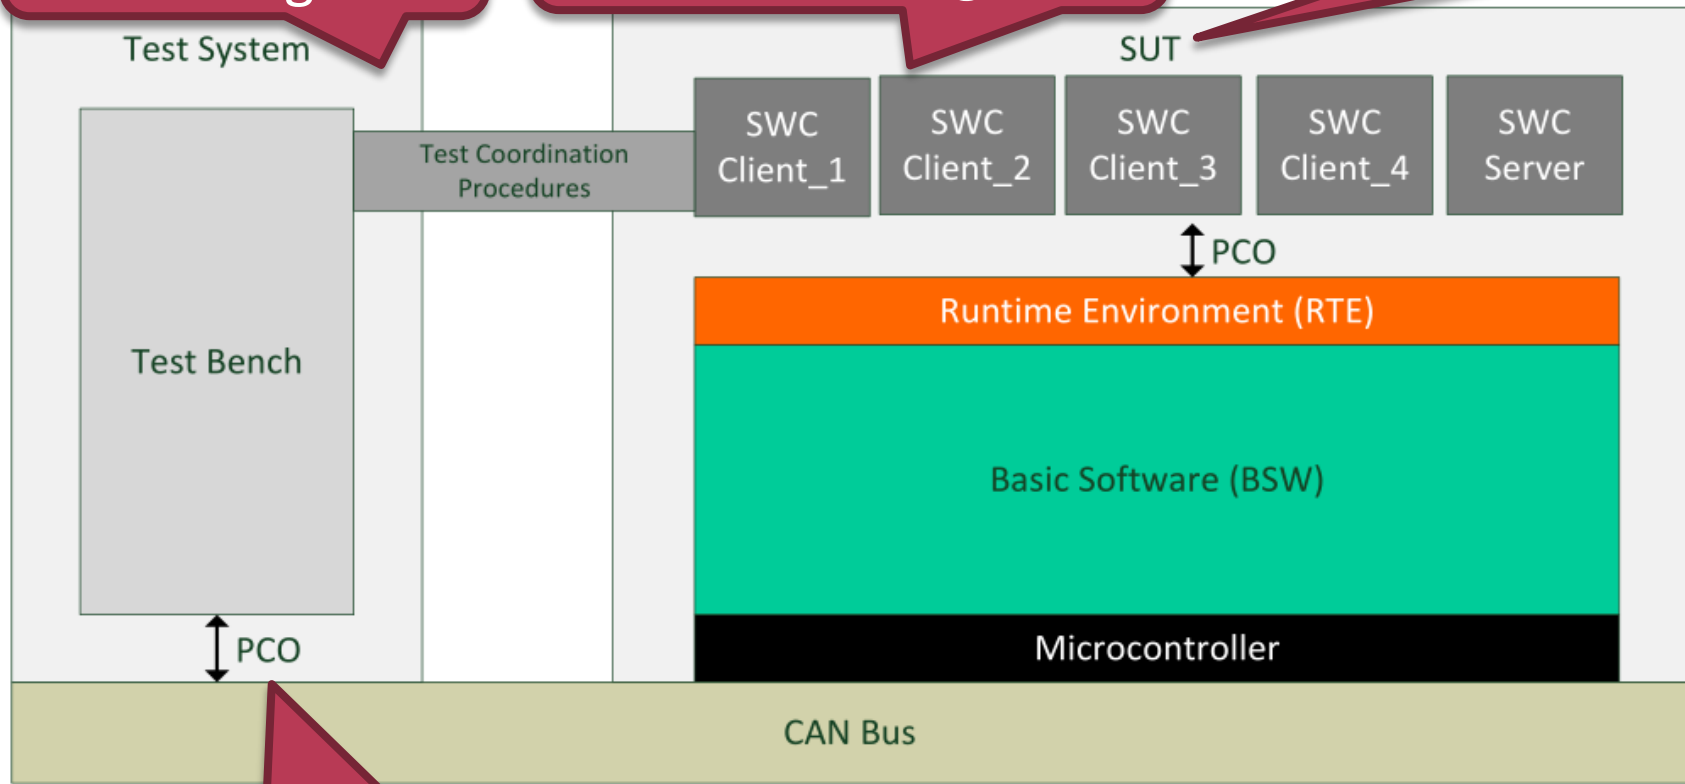 Test System
SUT
SWC
Client_1
SWC
Client_2
SWC
Client_3
SWC
Client_4
SWC
Server
Test Coordination
Procedures
PCO
Runtime Environment (RTE)
Test Bench
Basic Software (BSW)
PCO
Microcontroller
CAN Bus